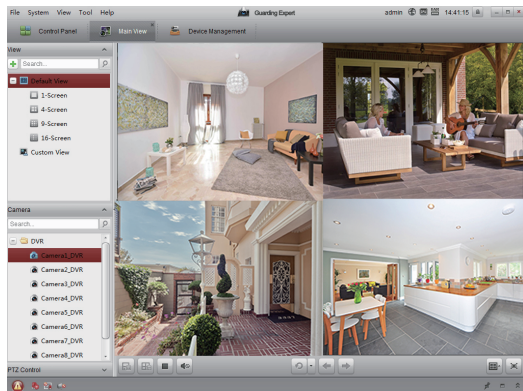 File System View Tool Help Guarding Expert admin 14:41:15
Control Panel Main View Device Management
View
Search...
Default View
1-Screen
4-Screen
9-Screen
16-Screen
Custom View
Camera
Search...
DVR
Camera1_DVR
Camera2_DVR
Camera3_DVR
Camera4_DVR
Camera5_DVR
Camera6_DVR
Camera7_DVR
Camera8_DVR
PTZ Control